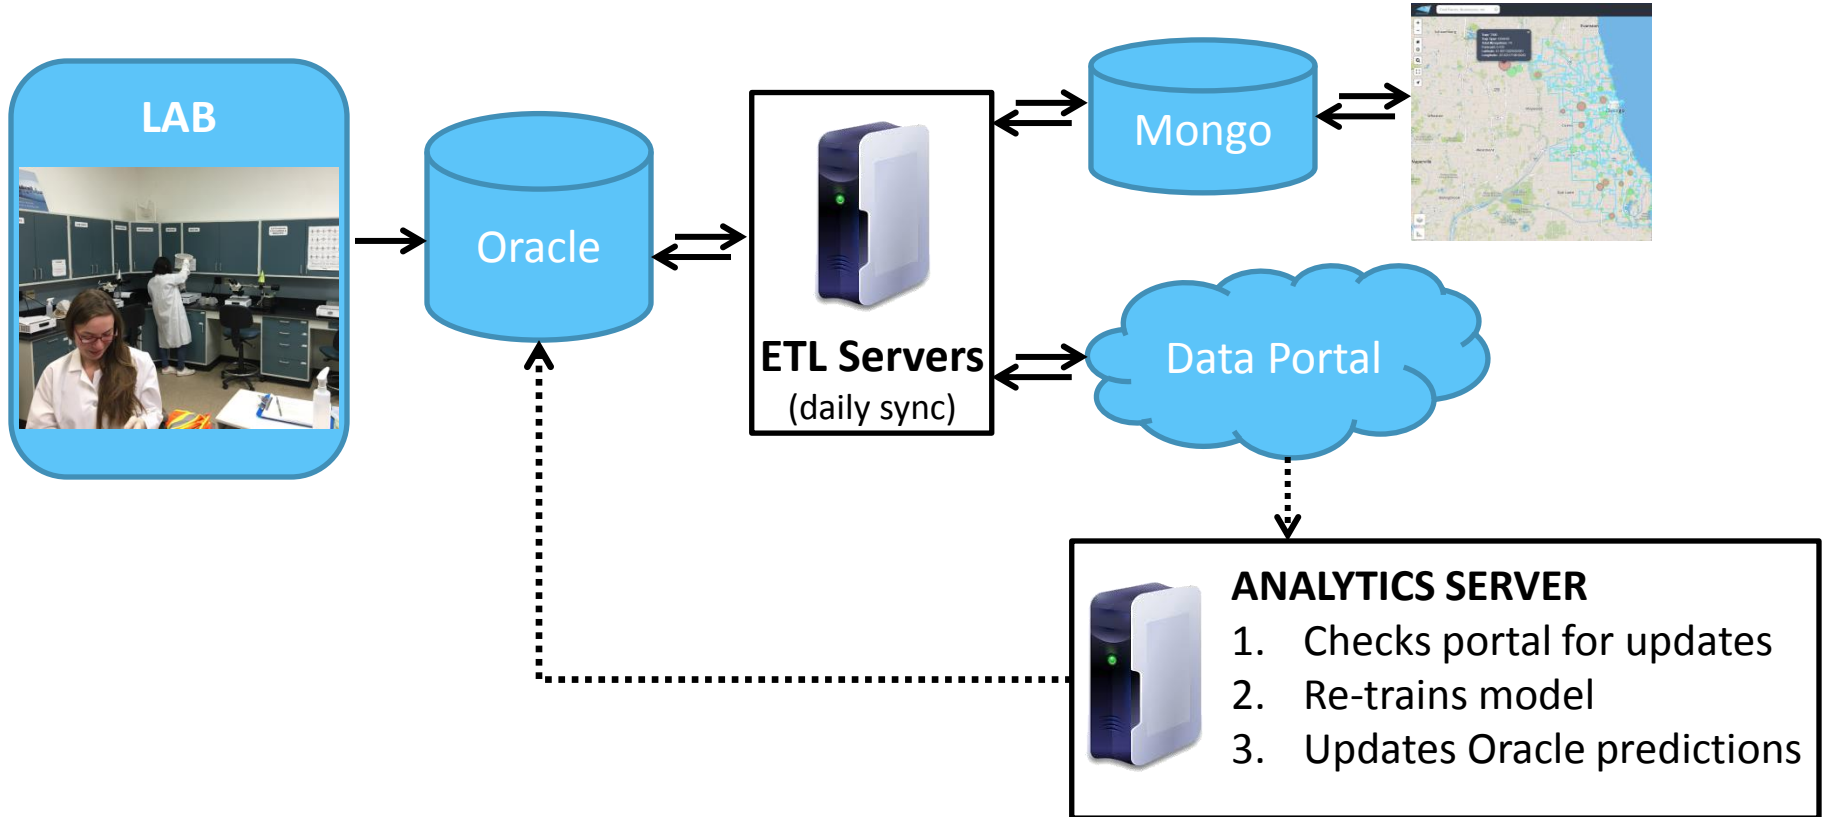 LAB
Oracle
ETL Servers
(daily sync)
Mongo
Data Portal
ANALYTICS SERVER
1. Checks portal for updates
2. Re-trains model
3. Updates Oracle predictions